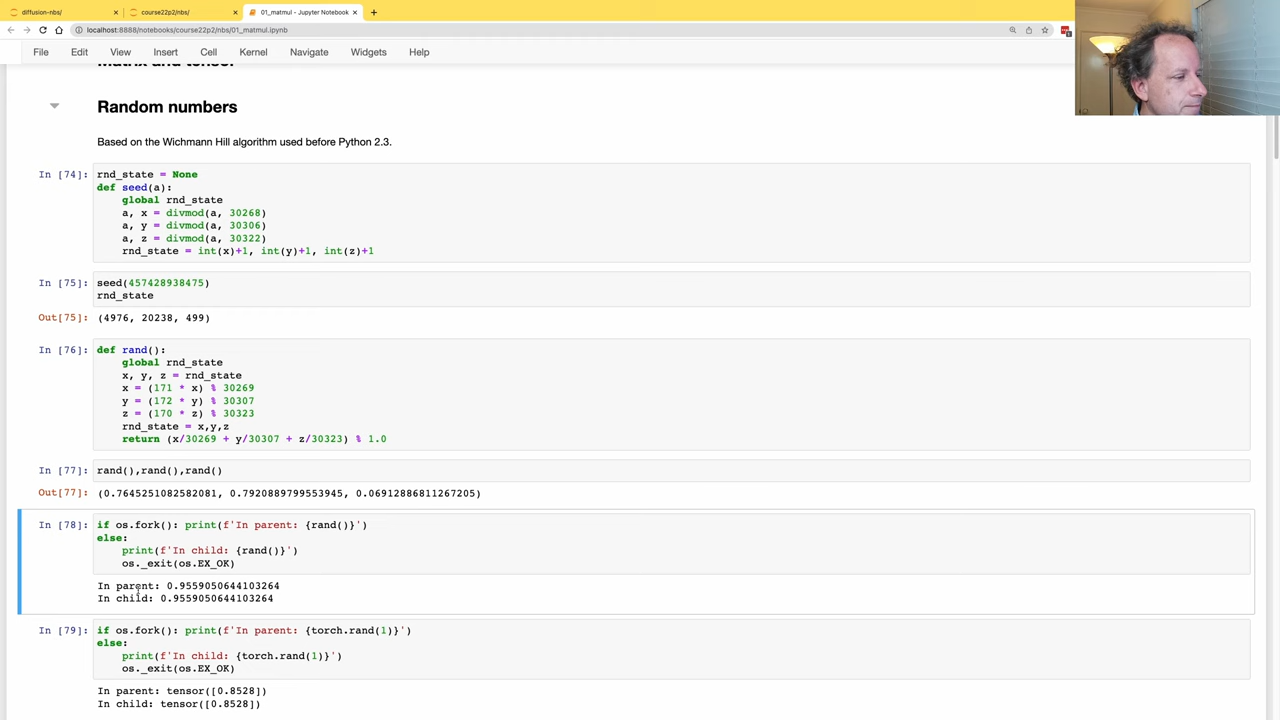 diffusion-nbs/
course22p2/nbs/
01_matmul - Jupyter Notebook
localhost:8888/notebooks/course22p2/nbs/01_matmul.ipynb
File Edit View Insert Cell Kernel Navigate Widgets Help
Matrix and tensor
Random numbers
Based on the Wichmann Hill algorithm used before Python 2.3.
In [74]: rnd_state = None
def seed(a):
    global rnd_state
    a, x = divmod(a, 30268)
    a, y = divmod(a, 30306)
    a, z = divmod(a, 30322)
    rnd_state = int(x)+1, int(y)+1, int(z)+1
In [75]: seed(457428938475)
rnd_state
Out[75]: (4976, 20238, 499)
In [76]: def rand():
    global rnd_state
    x, y, z = rnd_state
    x = (171 * x) % 30269
    y = (172 * y) % 30307
    z = (170 * z) % 30323
    rnd_state = x,y,z
    return (x/30269 + y/30307 + z/30323) % 1.0
In [77]: rand(),rand(),rand()
Out[77]: (0.7645251082582081, 0.7920889799553945, 0.06912886811267205)
In [78]: if os.fork(): print(f'In parent: {rand()}')
else:
    print(f'In child: {rand()}')
    os._exit(os.EX_OK)
In parent: 0.9559050644103264
In child: 0.9559050644103264
In [79]: if os.fork(): print(f'In parent: {torch.rand(1)}')
else:
    print(f'In child: {torch.rand(1)}')
    os._exit(os.EX_OK)
In parent: tensor([0.8528])
In child: tensor([0.8528])